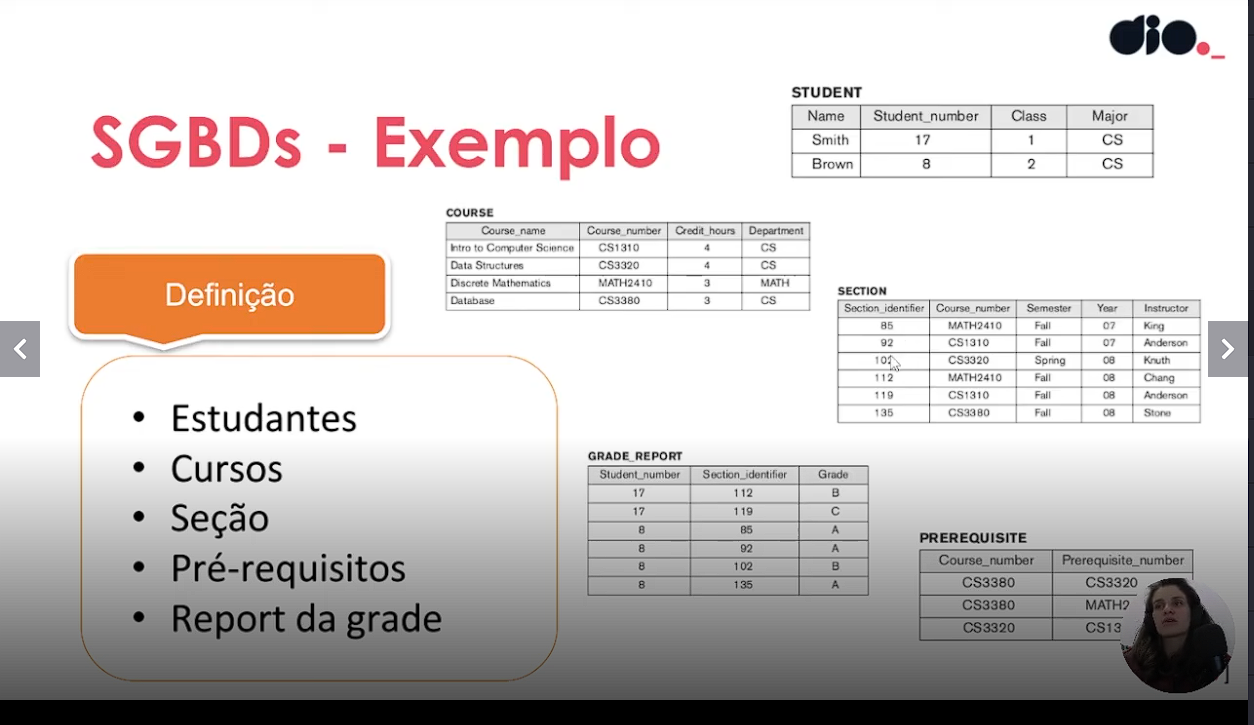 dio._
SGBDs - Exemplo
STUDENT
Name Student_number Class Major
Smith 17 1 CS
Brown 8 2 CS
COURSE
Course_name Course_number Credit_hours Department
Intro to Computer Science CS1310 4 CS
Data Structures CS3320 4 CS
Discrete Mathematics MATH2410 3 MATH
Database CS3380 3 CS
Definição
• Estudantes
• Cursos
• Seção
• Pré-requisitos
• Report da grade
SECTION
Section_identifier Course_number Semester Year Instructor
85 MATH2410 Fall 07 King
92 CS1310 Fall 07 Anderson
102 CS3320 Spring 08 Knuth
112 MATH2410 Fall 08 Chang
119 CS1310 Fall 08 Anderson
135 CS3380 Fall 08 Stone
GRADE_REPORT
Student_number Section_identifier Grade
17 112 B
17 119 C
8 85 A
8 92 A
8 102 B
8 135 A
PREREQUISITE
Course_number Prerequisite_number
CS3380 CS3320
CS3380 MATH2
CS3320 CS13